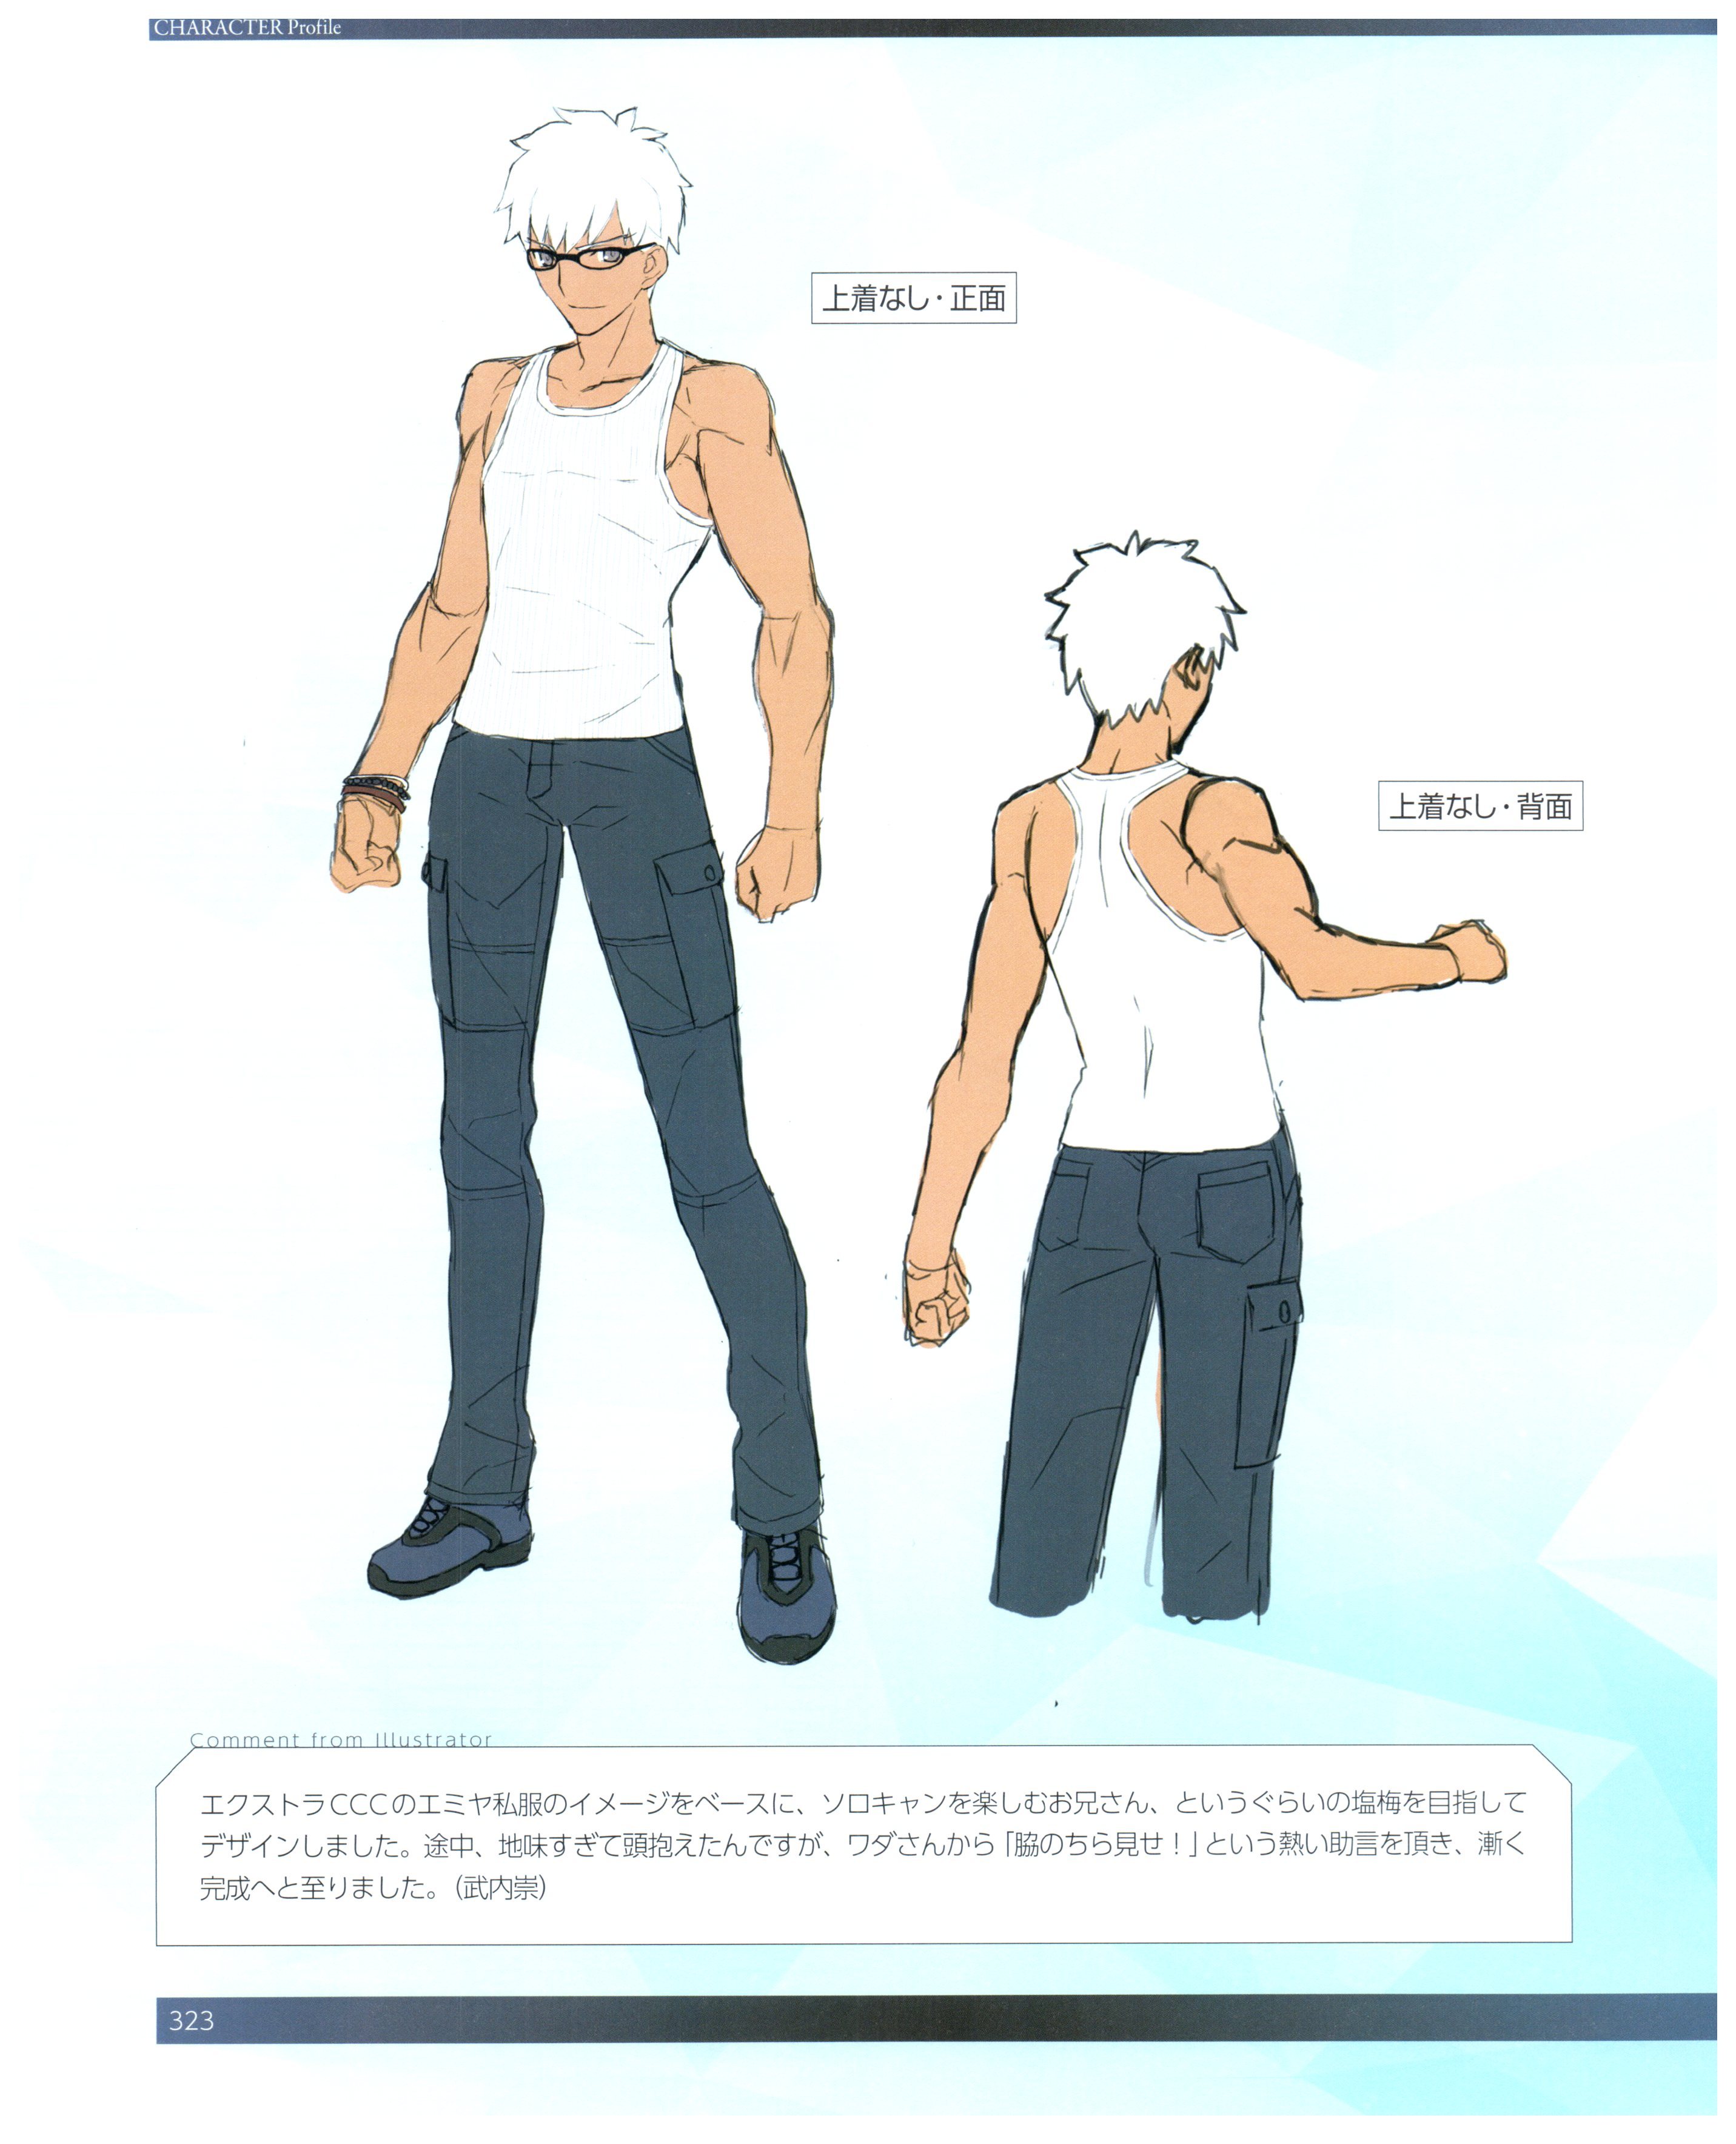 CHARACTER Profile
上着なし・正面
上着なし・背面
Comment from Illustrator
エクストラCCCのエミヤ私服のイメージをベースに、ソロキャンを楽しむお兄さん、というぐらいの塩梅を目指して
デザインしました。途中、地味すぎて頭抱えたんですが、ワダさんから「脇のちら見せ！」という熱い助言を頂き、漸く
完成へと至りました。（武内崇）
323